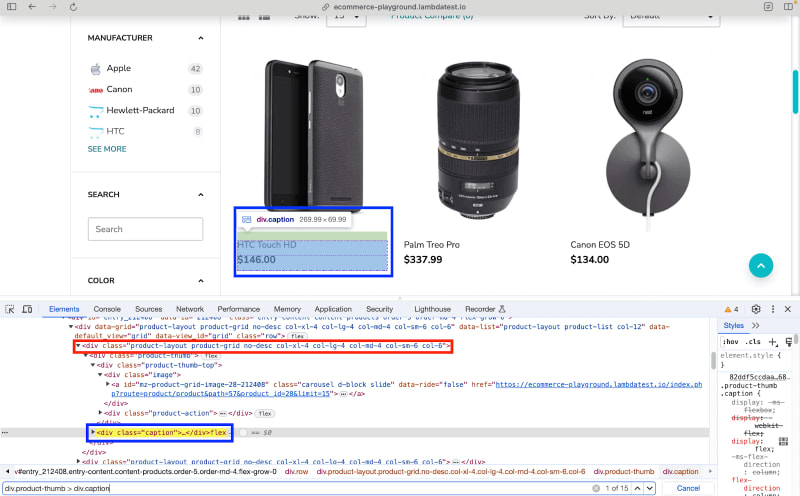 ecommerce-playground.lambdatest.io
Show: 15 Product Compare (0) Sort By: Default
MANUFACTURER
Apple 42
Canon 10
Hewlett-Packard 10
HTC 8
SEE MORE
SEARCH
Search
COLOR
nest
div.caption 269.99 × 69.99
HTC Touch HD
$146.00
Palm Treo Pro
$337.99
Canon EOS 5D
$134.00
Elements Console Sources Network Performance Memory Application Security Lighthouse Recorder 4
<div data-grid="product-layout product-grid no-desc col-xl-4 col-lg-4 col-md-4 col-sm-6 col-6" data-list="product-layout product-list col-12" data-
default_view="grid" data-view_id="grid" class="row"> flex
<div class="product-layout product-grid no-desc col-xl-4 col-lg-4 col-md-4 col-sm-6 col-6">
<div class="product-thumb"> flex
<div class="product-thumb-top">
<div class="image">
<a id="mz-product-grid-image-28-212408" class="carousel d-block slide" data-ride="false" href="https://ecommerce-playground.lambdatest.io/index.ph
p?route=product/product&path=57&product_id=28&limit=15"> </a>
</div>
<div class="product-action"> </div> flex
</div>
<div class="caption">…</div>flex == $0
</div>
</div>
<div class="product-layout product-grid no-desc col-xl-4 col-lg-4 col-md-4 col-sm-6 col-6"> </div>
v#entry_212408.entry-content.content-products.order-5.order-md-4.flex-grow-0 div.row div.product-layout.product-grid.no-desc.col-xl-4.col-lg-4.col-md-4.col-sm-6.col-6 div.product-thumb div.caption
div.product-thumb > div.caption 1 of 15 Cancel
Styles
:hov .cls
element.style {
}
82ddf5ccdaa…68
.product-thumb
.caption {
display: -ms-
flexbox;
display: -
webkit-
flex;
display:
flex;
-ms-flex-
direction:
column;
flex-
direction
: column;